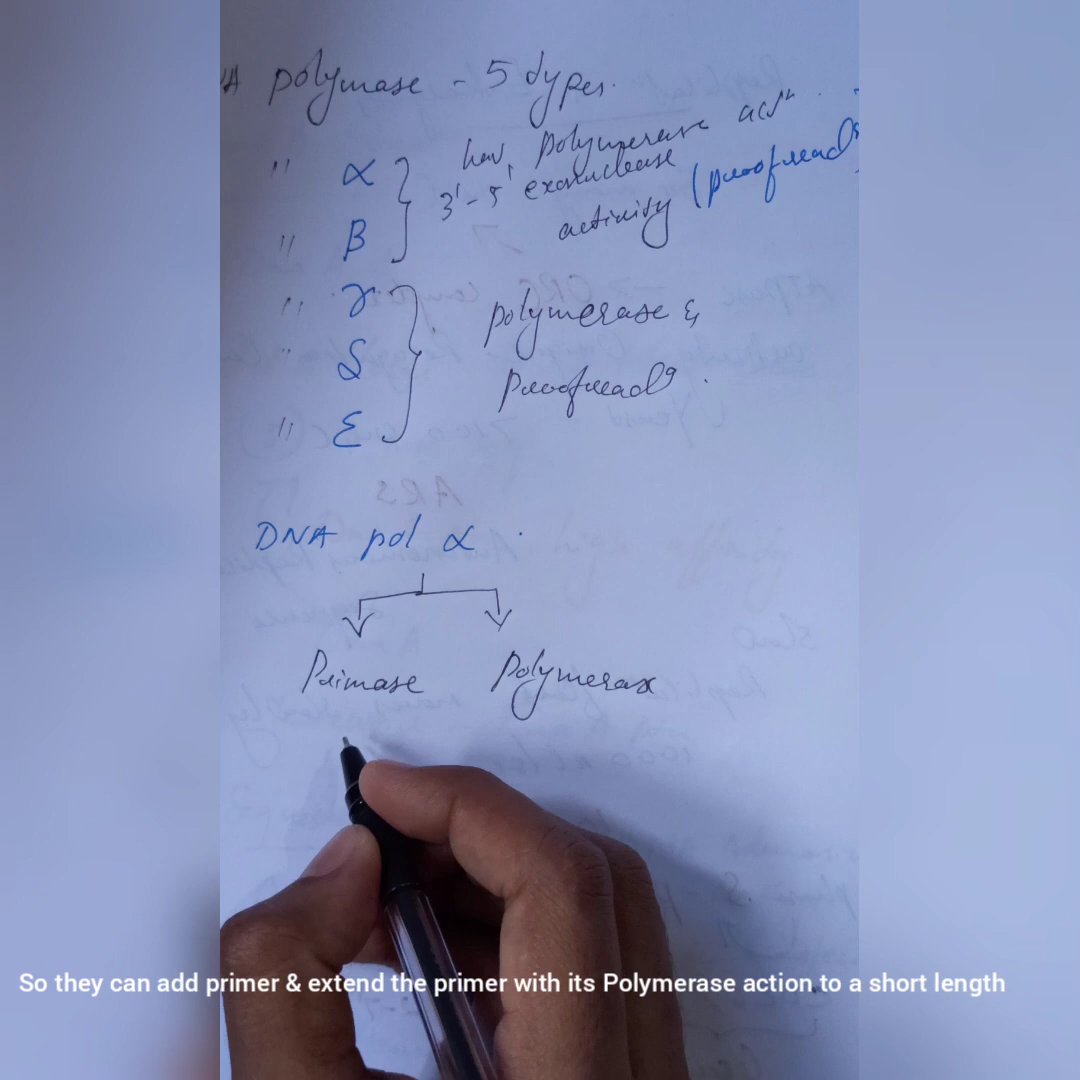 A polymase - 5 types.
" α have polymerase act"
3'-5' exonuclease
" β activity (proofread
" γ polymerase &
" δ proofread
" ε
DNA pol α
Primase Polymerase
So they can add primer & extend the primer with its Polymerase action to a short length